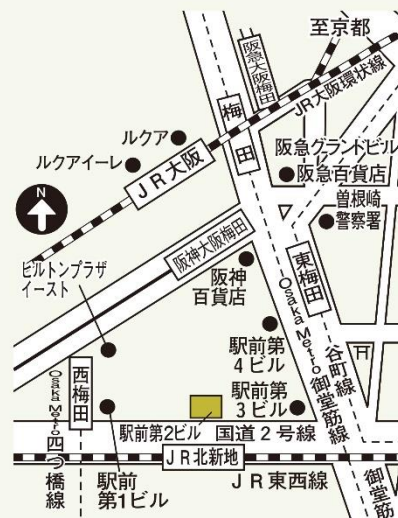 至京都
阪急大阪梅田
JR大阪環状線
梅田
ルクア
ルクアイーレ
JR大阪
阪急グランドビル
阪急百貨店
曽根崎
警察署
N
阪神大阪梅田
ヒルトンプラザ
イースト
阪神
百貨店
東梅田
Osaka Metro 御堂筋線
谷町線
駅前第
4ビル
西梅田
Osaka Metro 四つ橋線
駅前第
3ビル
駅前第2ビル
国道2号線
JR北新地
駅前
第1ビル
JR東西線
御堂筋